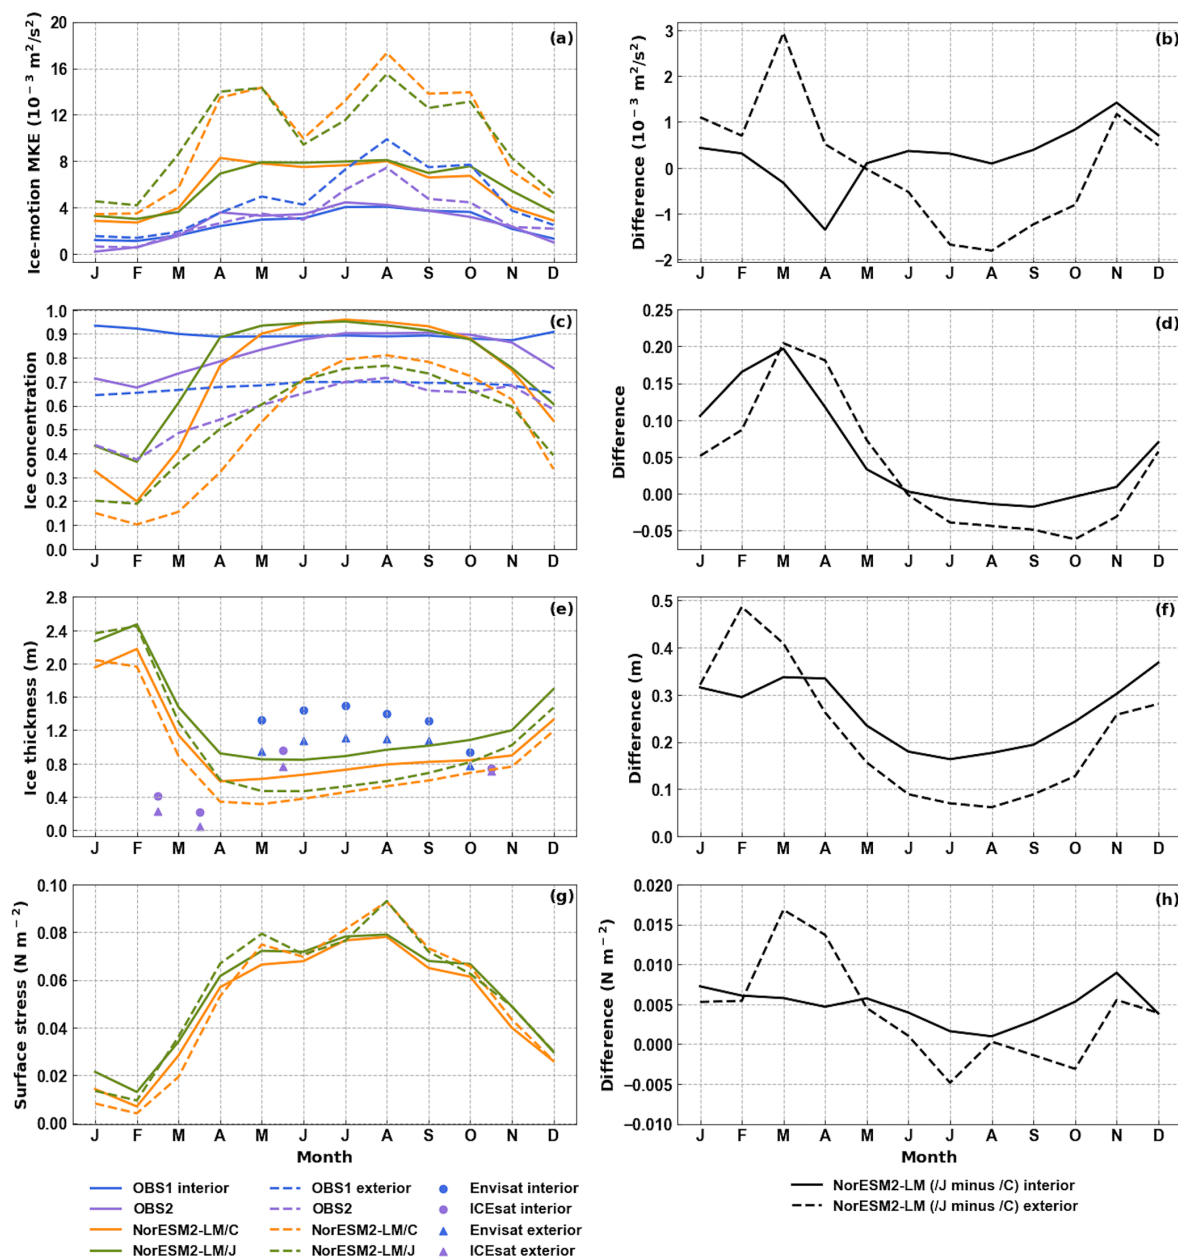 Ice-motion MKE (10⁻³ m²/s²)
20
16
12
8
4
0
(a)
J F M A M J J A S O N D
Difference (10⁻³ m²/s²)
3
2
1
0
−1
−2
(b)
J F M A M J J A S O N D
Ice concentration
1.0
0.9
0.8
0.7
0.6
0.5
0.4
0.3
0.2
0.1
0.0
(c)
J F M A M J J A S O N D
Difference
0.25
0.20
0.15
0.10
0.05
0.00
−0.05
(d)
J F M A M J J A S O N D
Ice thickness (m)
2.8
2.4
2.0
1.6
1.2
0.8
0.4
0.0
(e)
J F M A M J J A S O N D
Difference (m)
0.5
0.4
0.3
0.2
0.1
0.0
(f)
J F M A M J J A S O N D
Surface stress (N m⁻²)
0.10
0.08
0.06
0.04
0.02
0.00
(g)
J F M A M J J A S O N D
Month
Difference (N m⁻²)
0.020
0.015
0.010
0.005
0.000
−0.005
−0.010
(h)
J F M A M J J A S O N D
Month
OBS1 interior
OBS2
NorESM2-LM/C
NorESM2-LM/J
OBS1 exterior
OBS2
NorESM2-LM/C
NorESM2-LM/J
Envisat interior
ICEsat interior
Envisat exterior
ICEsat exterior
NorESM2-LM (/J minus /C) interior
NorESM2-LM (/J minus /C) exterior